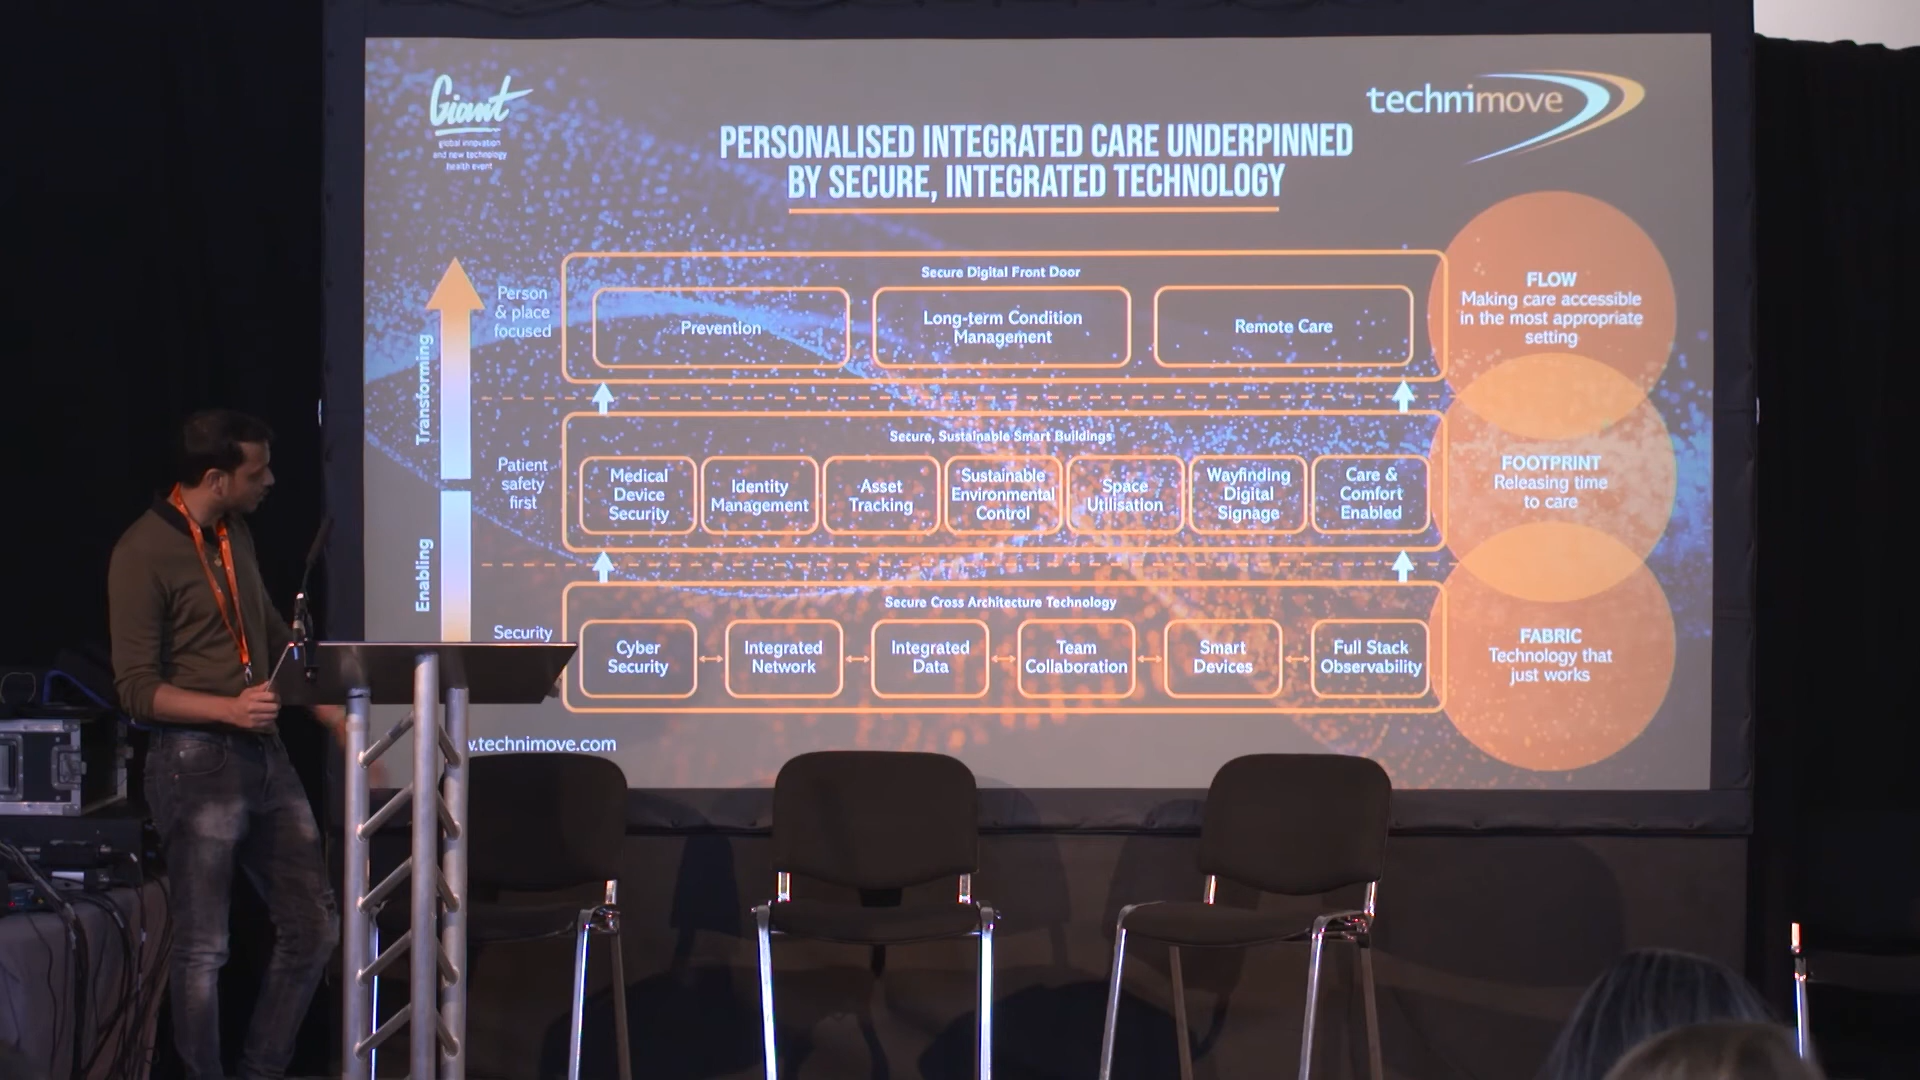 Giant
global innovation
and new technology
health event
technimove
PERSONALISED INTEGRATED CARE UNDERPINNED
BY SECURE, INTEGRATED TECHNOLOGY
Transforming
Enabling
Person
& place
focused
Secure Digital Front Door
Prevention
Long-term Condition
Management
Remote Care
FLOW
Making care accessible
in the most appropriate
setting
Patient
safety
first
Secure, Sustainable Smart Buildings
Medical
Device
Security
Identity
Management
Asset
Tracking
Sustainable
Environmental
Control
Space
Utilisation
Wayfinding
Digital
Signage
Care &
Comfort
Enabled
FOOTPRINT
Releasing time
to care
Security
Secure Cross Architecture Technology
Cyber
Security
Integrated
Network
Integrated
Data
Team
Collaboration
Smart
Devices
Full Stack
Observability
FABRIC
Technology that
just works
w.technimove.com